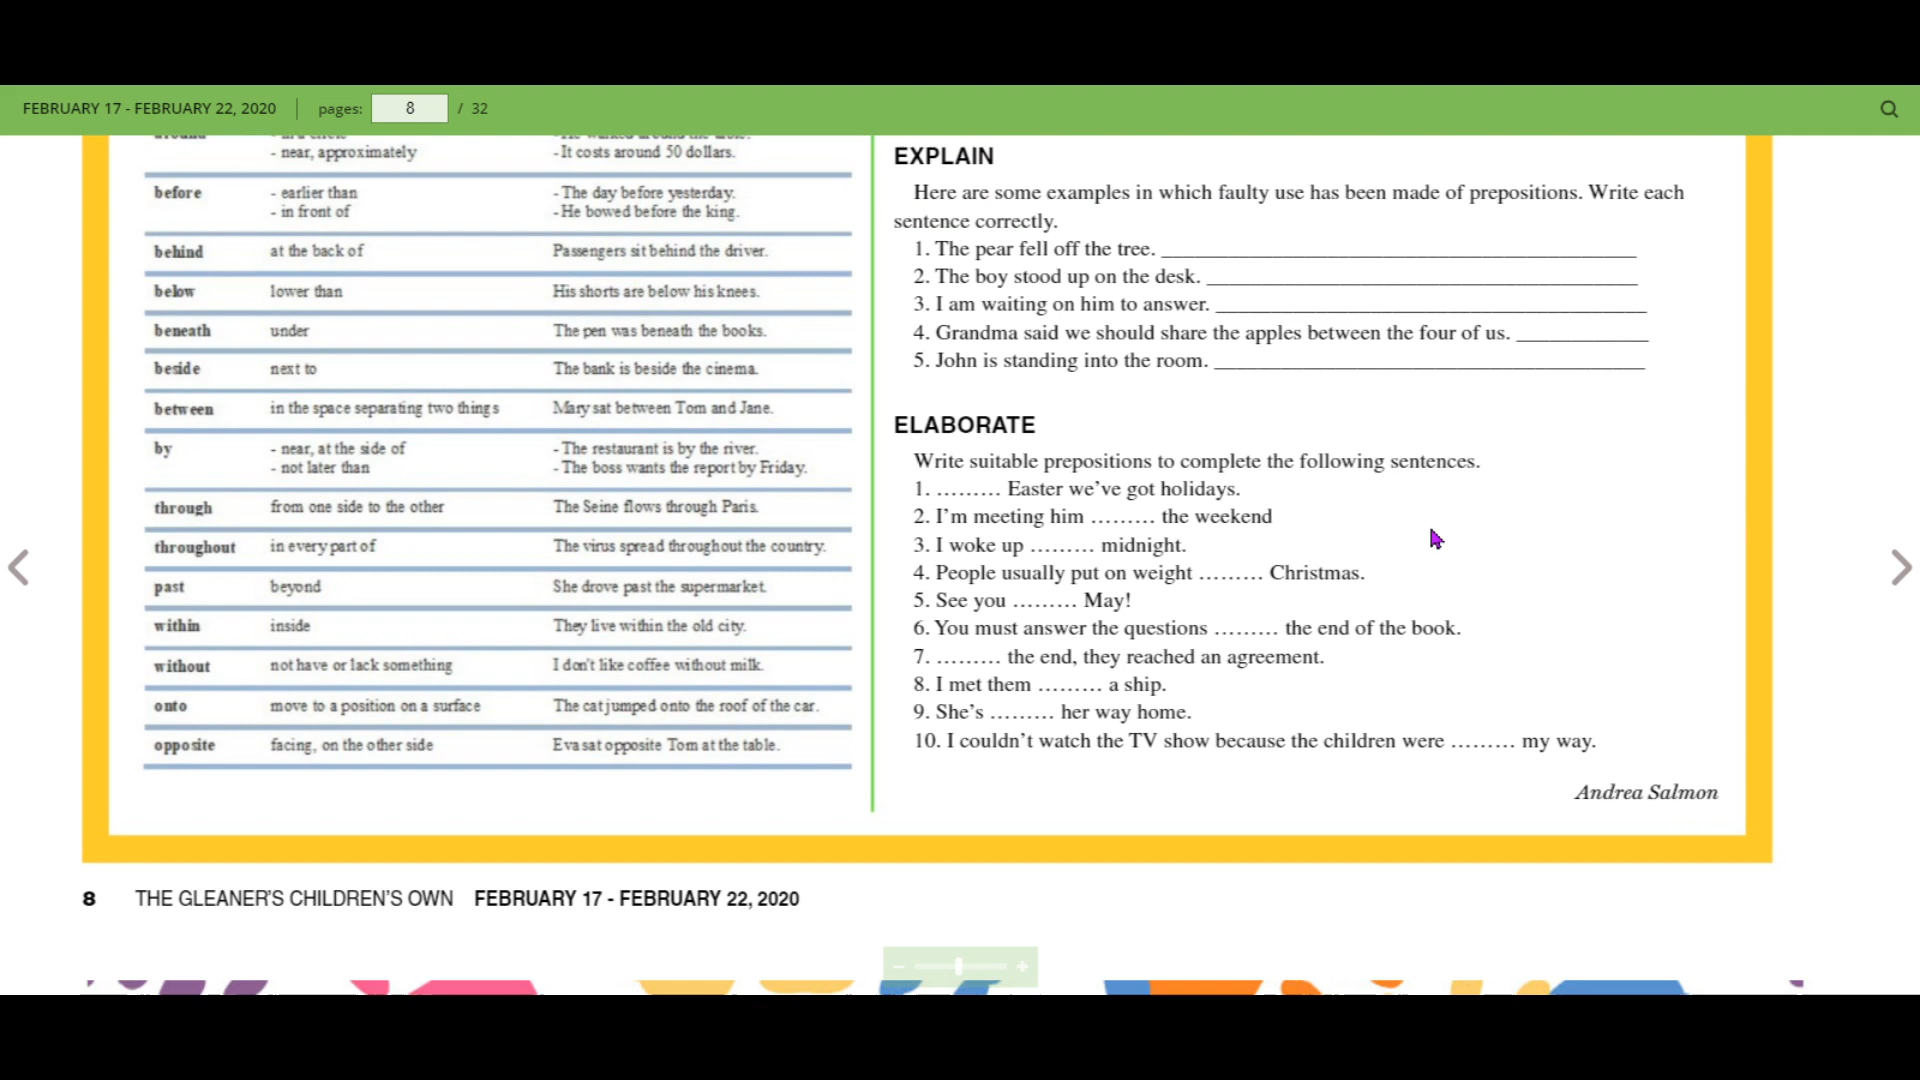 FEBRUARY 17 - FEBRUARY 22, 2020 pages: 8 / 32
around - in a circle - He walked around the table.
- near, approximately - It costs around 50 dollars.
before - earlier than - The day before yesterday.
- in front of - He bowed before the king.
behind at the back of Passengers sit behind the driver.
below lower than His shorts are below his knees.
beneath under The pen was beneath the books.
beside next to The bank is beside the cinema.
between in the space separating two things Mary sat between Tom and Jane.
by - near, at the side of - The restaurant is by the river.
- not later than - The boss wants the report by Friday.
through from one side to the other The Seine flows through Paris.
throughout in every part of The virus spread throughout the country.
past beyond She drove past the supermarket.
within inside They live within the old city.
without not have or lack something I don't like coffee without milk.
onto move to a position on a surface The cat jumped onto the roof of the car.
opposite facing, on the other side Eva sat opposite Tom at the table.
EXPLAIN
Here are some examples in which faulty use has been made of prepositions. Write each
sentence correctly.
1. The pear fell off the tree. ____________
2. The boy stood up on the desk. ____________
3. I am waiting on him to answer. ____________
4. Grandma said we should share the apples between the four of us. ____________
5. John is standing into the room. ____________
ELABORATE
Write suitable prepositions to complete the following sentences.
1. ……… Easter we’ve got holidays.
2. I’m meeting him ……… the weekend
3. I woke up ……… midnight.
4. People usually put on weight ……… Christmas.
5. See you ……… May!
6. You must answer the questions ……… the end of the book.
7. ……… the end, they reached an agreement.
8. I met them ……… a ship.
9. She’s ……… her way home.
10. I couldn’t watch the TV show because the children were ……… my way.
Andrea Salmon
8 THE GLEANER’S CHILDREN’S OWN FEBRUARY 17 - FEBRUARY 22, 2020